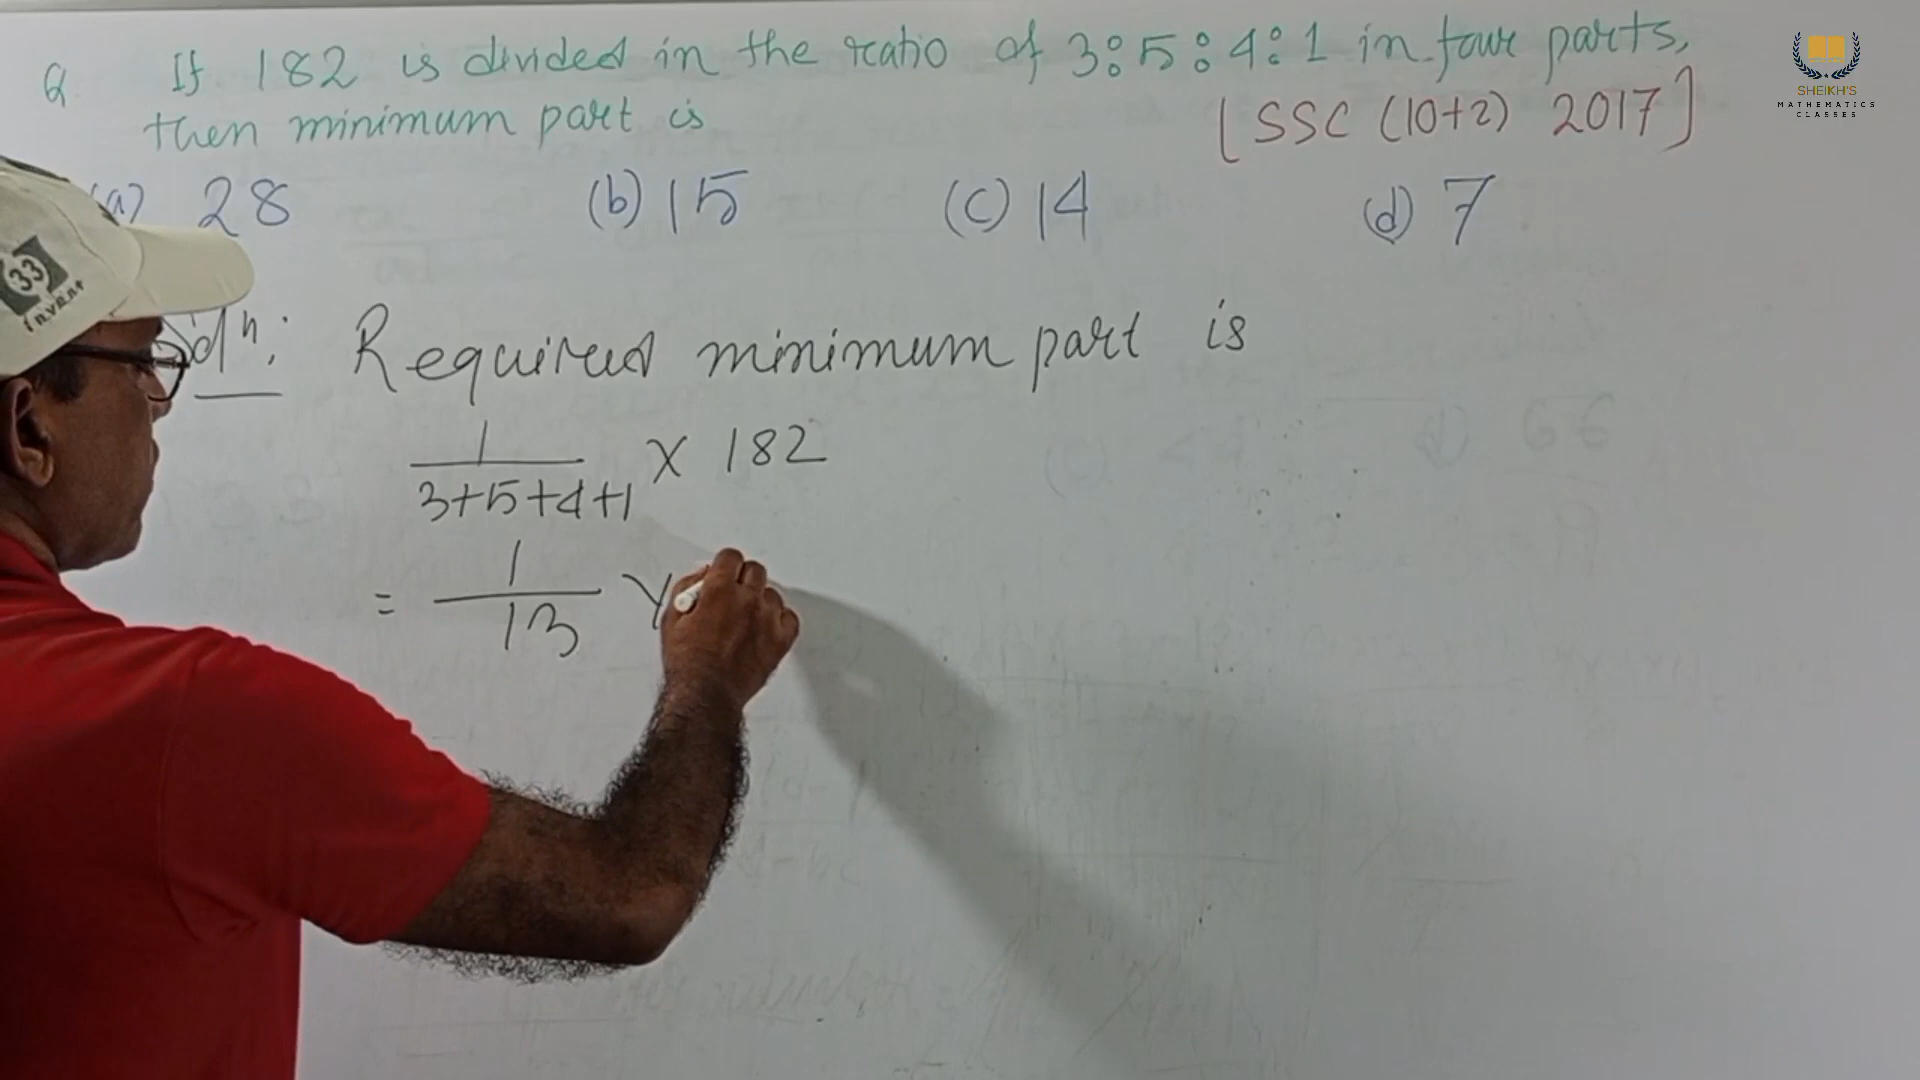 Q. If 182 is divided in the ratio of 3:5:4:1 in four parts,
then minimum part is
[SSC (10+2) 2017]
(a) 28 (b) 15 (c) 14 (d) 7
Soln: Required minimum part is
1/(3+5+4+1) × 182
= 1/13 ×
SHEIKH'S
MATHEMATICS
CLASSES
33
invent